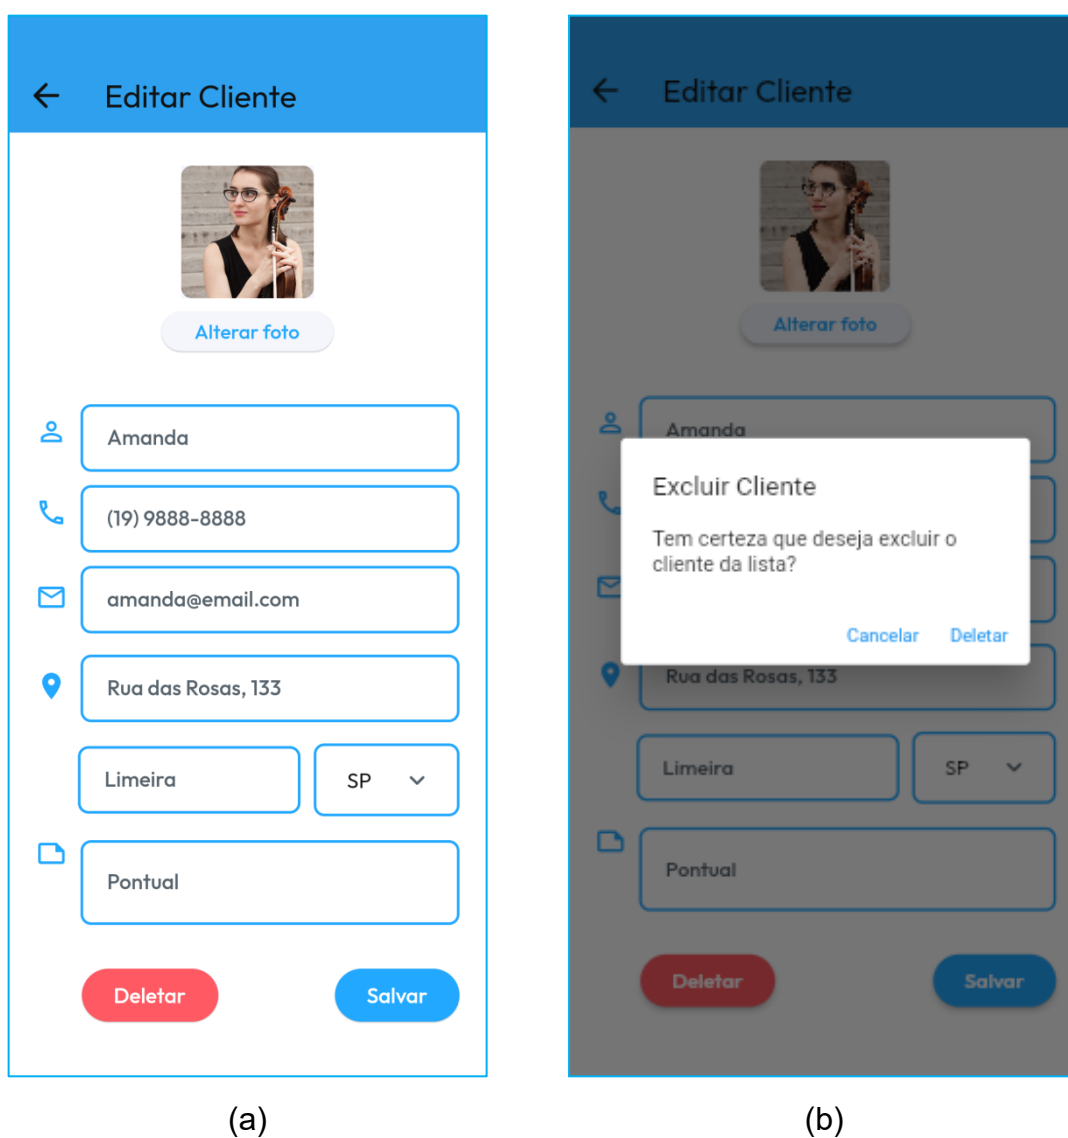 Editar Cliente
Alterar foto
Amanda
(19) 9888-8888
amanda@email.com
Rua das Rosas, 133
Limeira
SP
Pontual
Deletar
Salvar
(a)
Editar Cliente
Alterar foto
Amanda
Excluir Cliente
Tem certeza que deseja excluir o
cliente da lista?
Cancelar
Deletar
Rua das Rosas, 133
Limeira
SP
Pontual
Deletar
Salvar
(b)